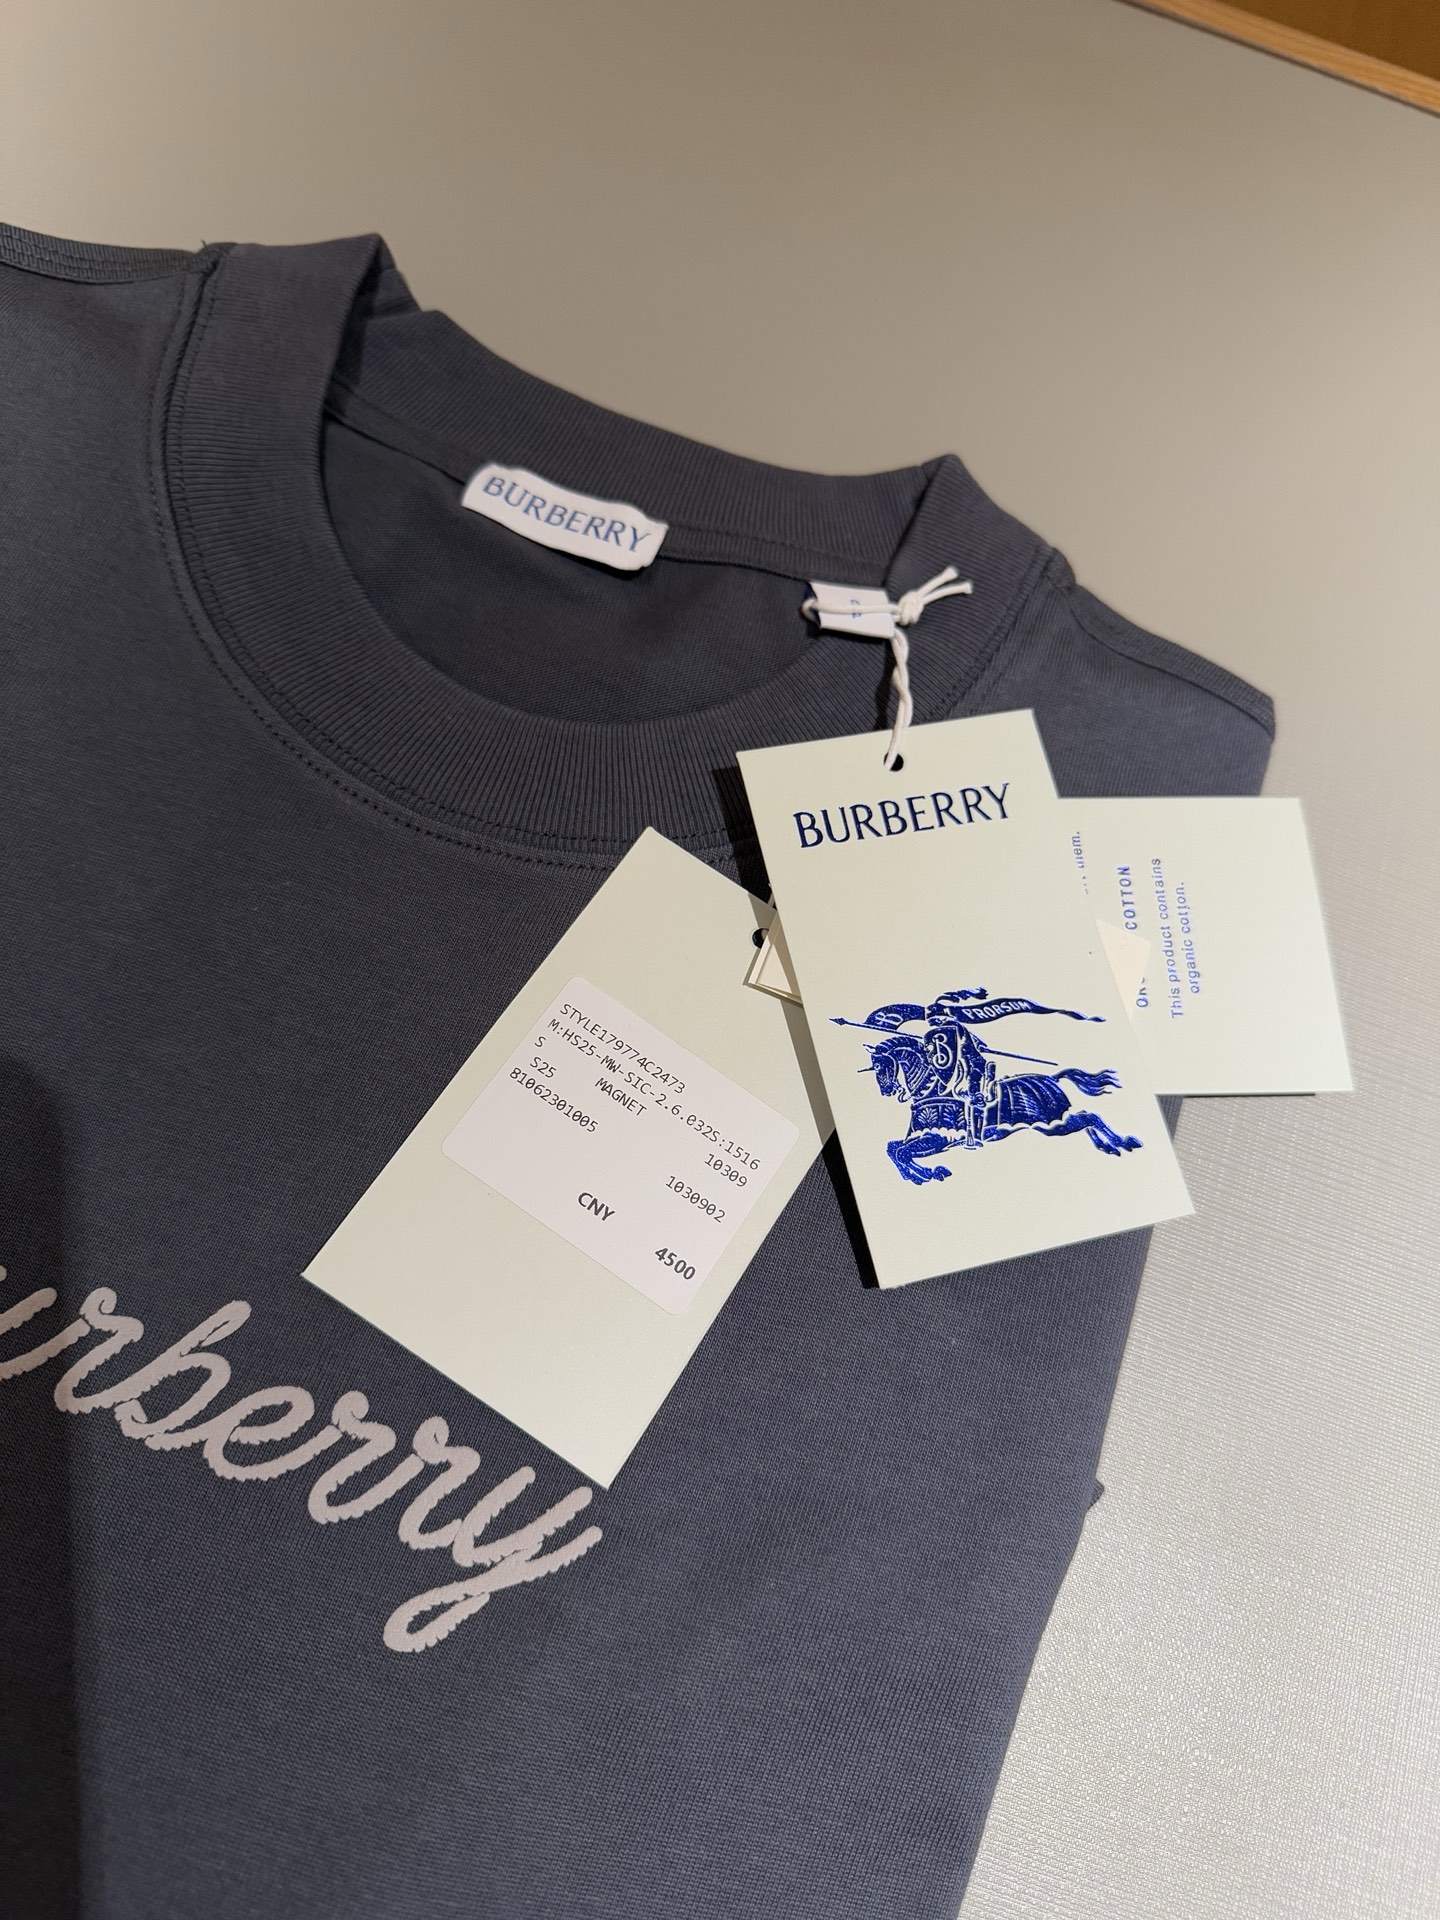 BURBERRY
BURBERRY
PRORSUM
B
B
COTTON
This product contains
organic cotton.
STYLE179774C2473
M:HS25-MW-SIC-2.6.032S:1516
S 10309
S25 MAGNET 1030902
81062301005
CNY 4500
urberry